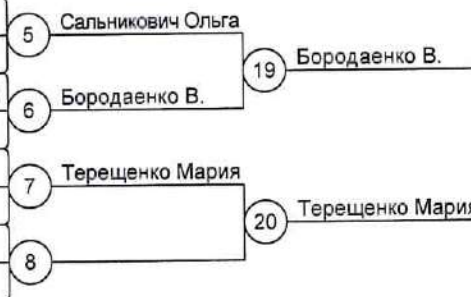 5 Сальникович Ольга
19 Бородаенко В.
6 Бородаенко В.
7 Терещенко Мария
20 Терещенко Мария
8